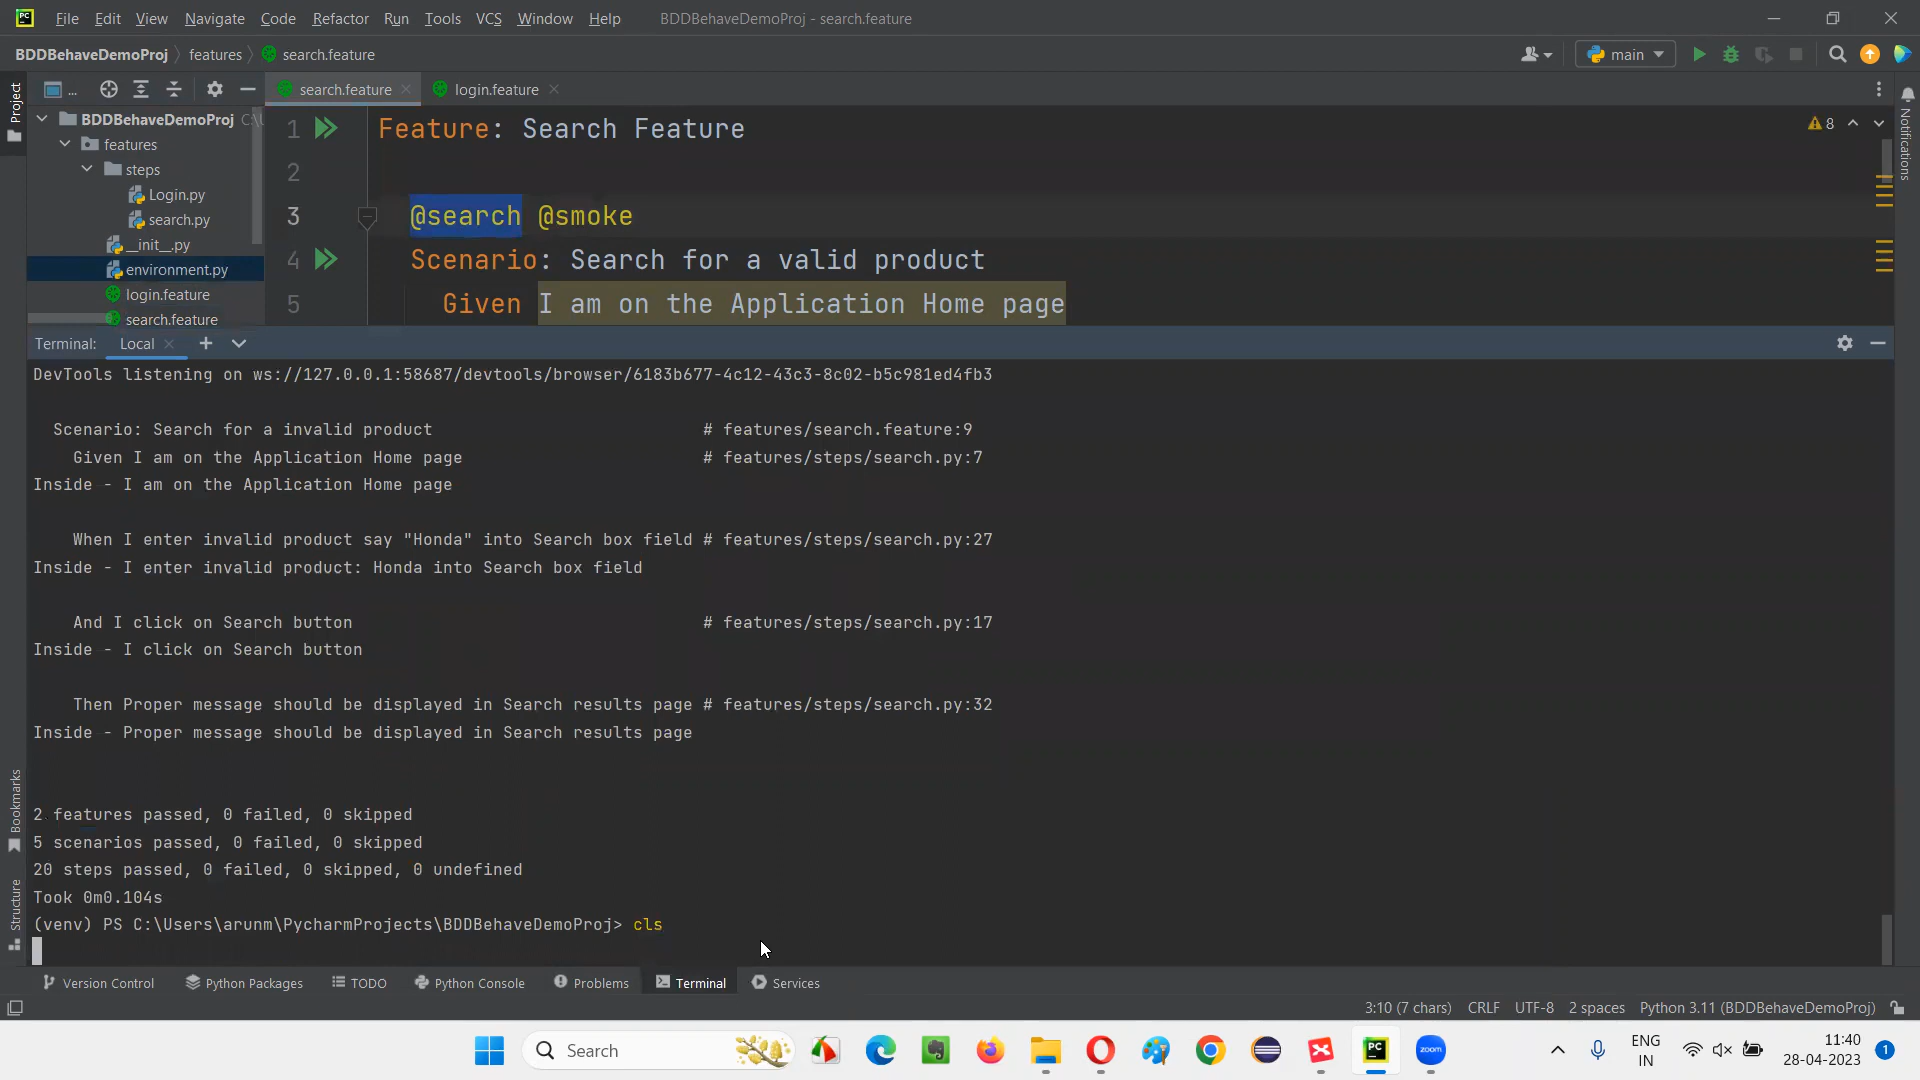 File Edit View Navigate Code Refactor Run Tools VCS Window Help BDDBehaveDemoProj - search.feature
BDDBehaveDemoProj features search.feature main
Project
... search.feature login.feature
BDDBehaveDemoProj C:\
features
steps
Login.py
search.py
__init__.py
environment.py
login.feature
search.feature
1 Feature: Search Feature
2
3 @search @smoke
4 Scenario: Search for a valid product
5 Given I am on the Application Home page
8
Notifications
Terminal: Local
DevTools listening on ws://127.0.0.1:58687/devtools/browser/6183b677-4c12-43c3-8c02-b5c981ed4fb3
Scenario: Search for a invalid product # features/search.feature:9
Given I am on the Application Home page # features/steps/search.py:7
Inside - I am on the Application Home page
When I enter invalid product say "Honda" into Search box field # features/steps/search.py:27
Inside - I enter invalid product: Honda into Search box field
And I click on Search button # features/steps/search.py:17
Inside - I click on Search button
Then Proper message should be displayed in Search results page # features/steps/search.py:32
Inside - Proper message should be displayed in Search results page
2 features passed, 0 failed, 0 skipped
5 scenarios passed, 0 failed, 0 skipped
20 steps passed, 0 failed, 0 skipped, 0 undefined
Took 0m0.104s
(venv) PS C:\Users\arunm\PycharmProjects\BDDBehaveDemoProj> cls
Bookmarks
Structure
Version Control Python Packages TODO Python Console Problems Terminal Services
3:10 (7 chars) CRLF UTF-8 2 spaces Python 3.11 (BDDBehaveDemoProj)
Search PC zoom ENG 11:40
IN 28-04-2023 1